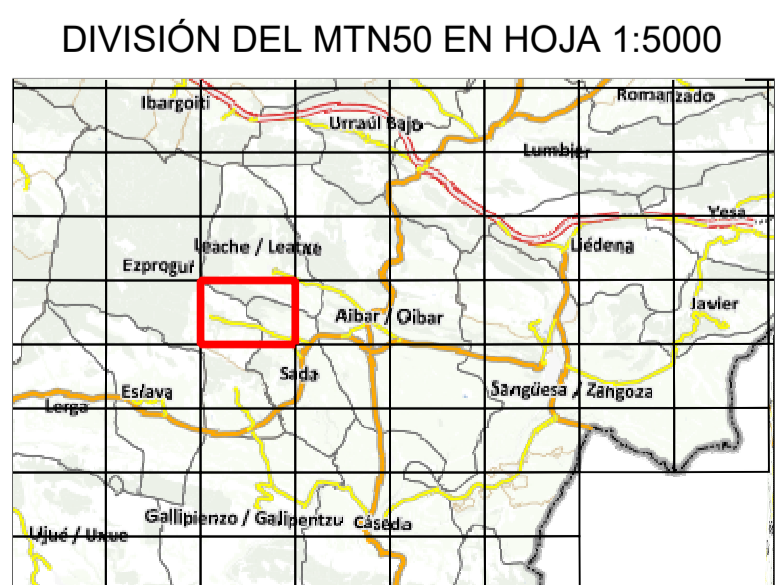 DIVISIÓN DEL MTN50 EN HOJA 1:5000
Romanzado
Ibargoiti
Urraúl Bajo
Lumbier
Yesa
Leache / Leatxe
Liédena
Ezprogui
Javier
Aibar / Oibar
Sada
Eslava
Sangüesa / Zangoza
Lerga
Gallipienzo / Galipentzu
Cáseda
Ujué / Uxue